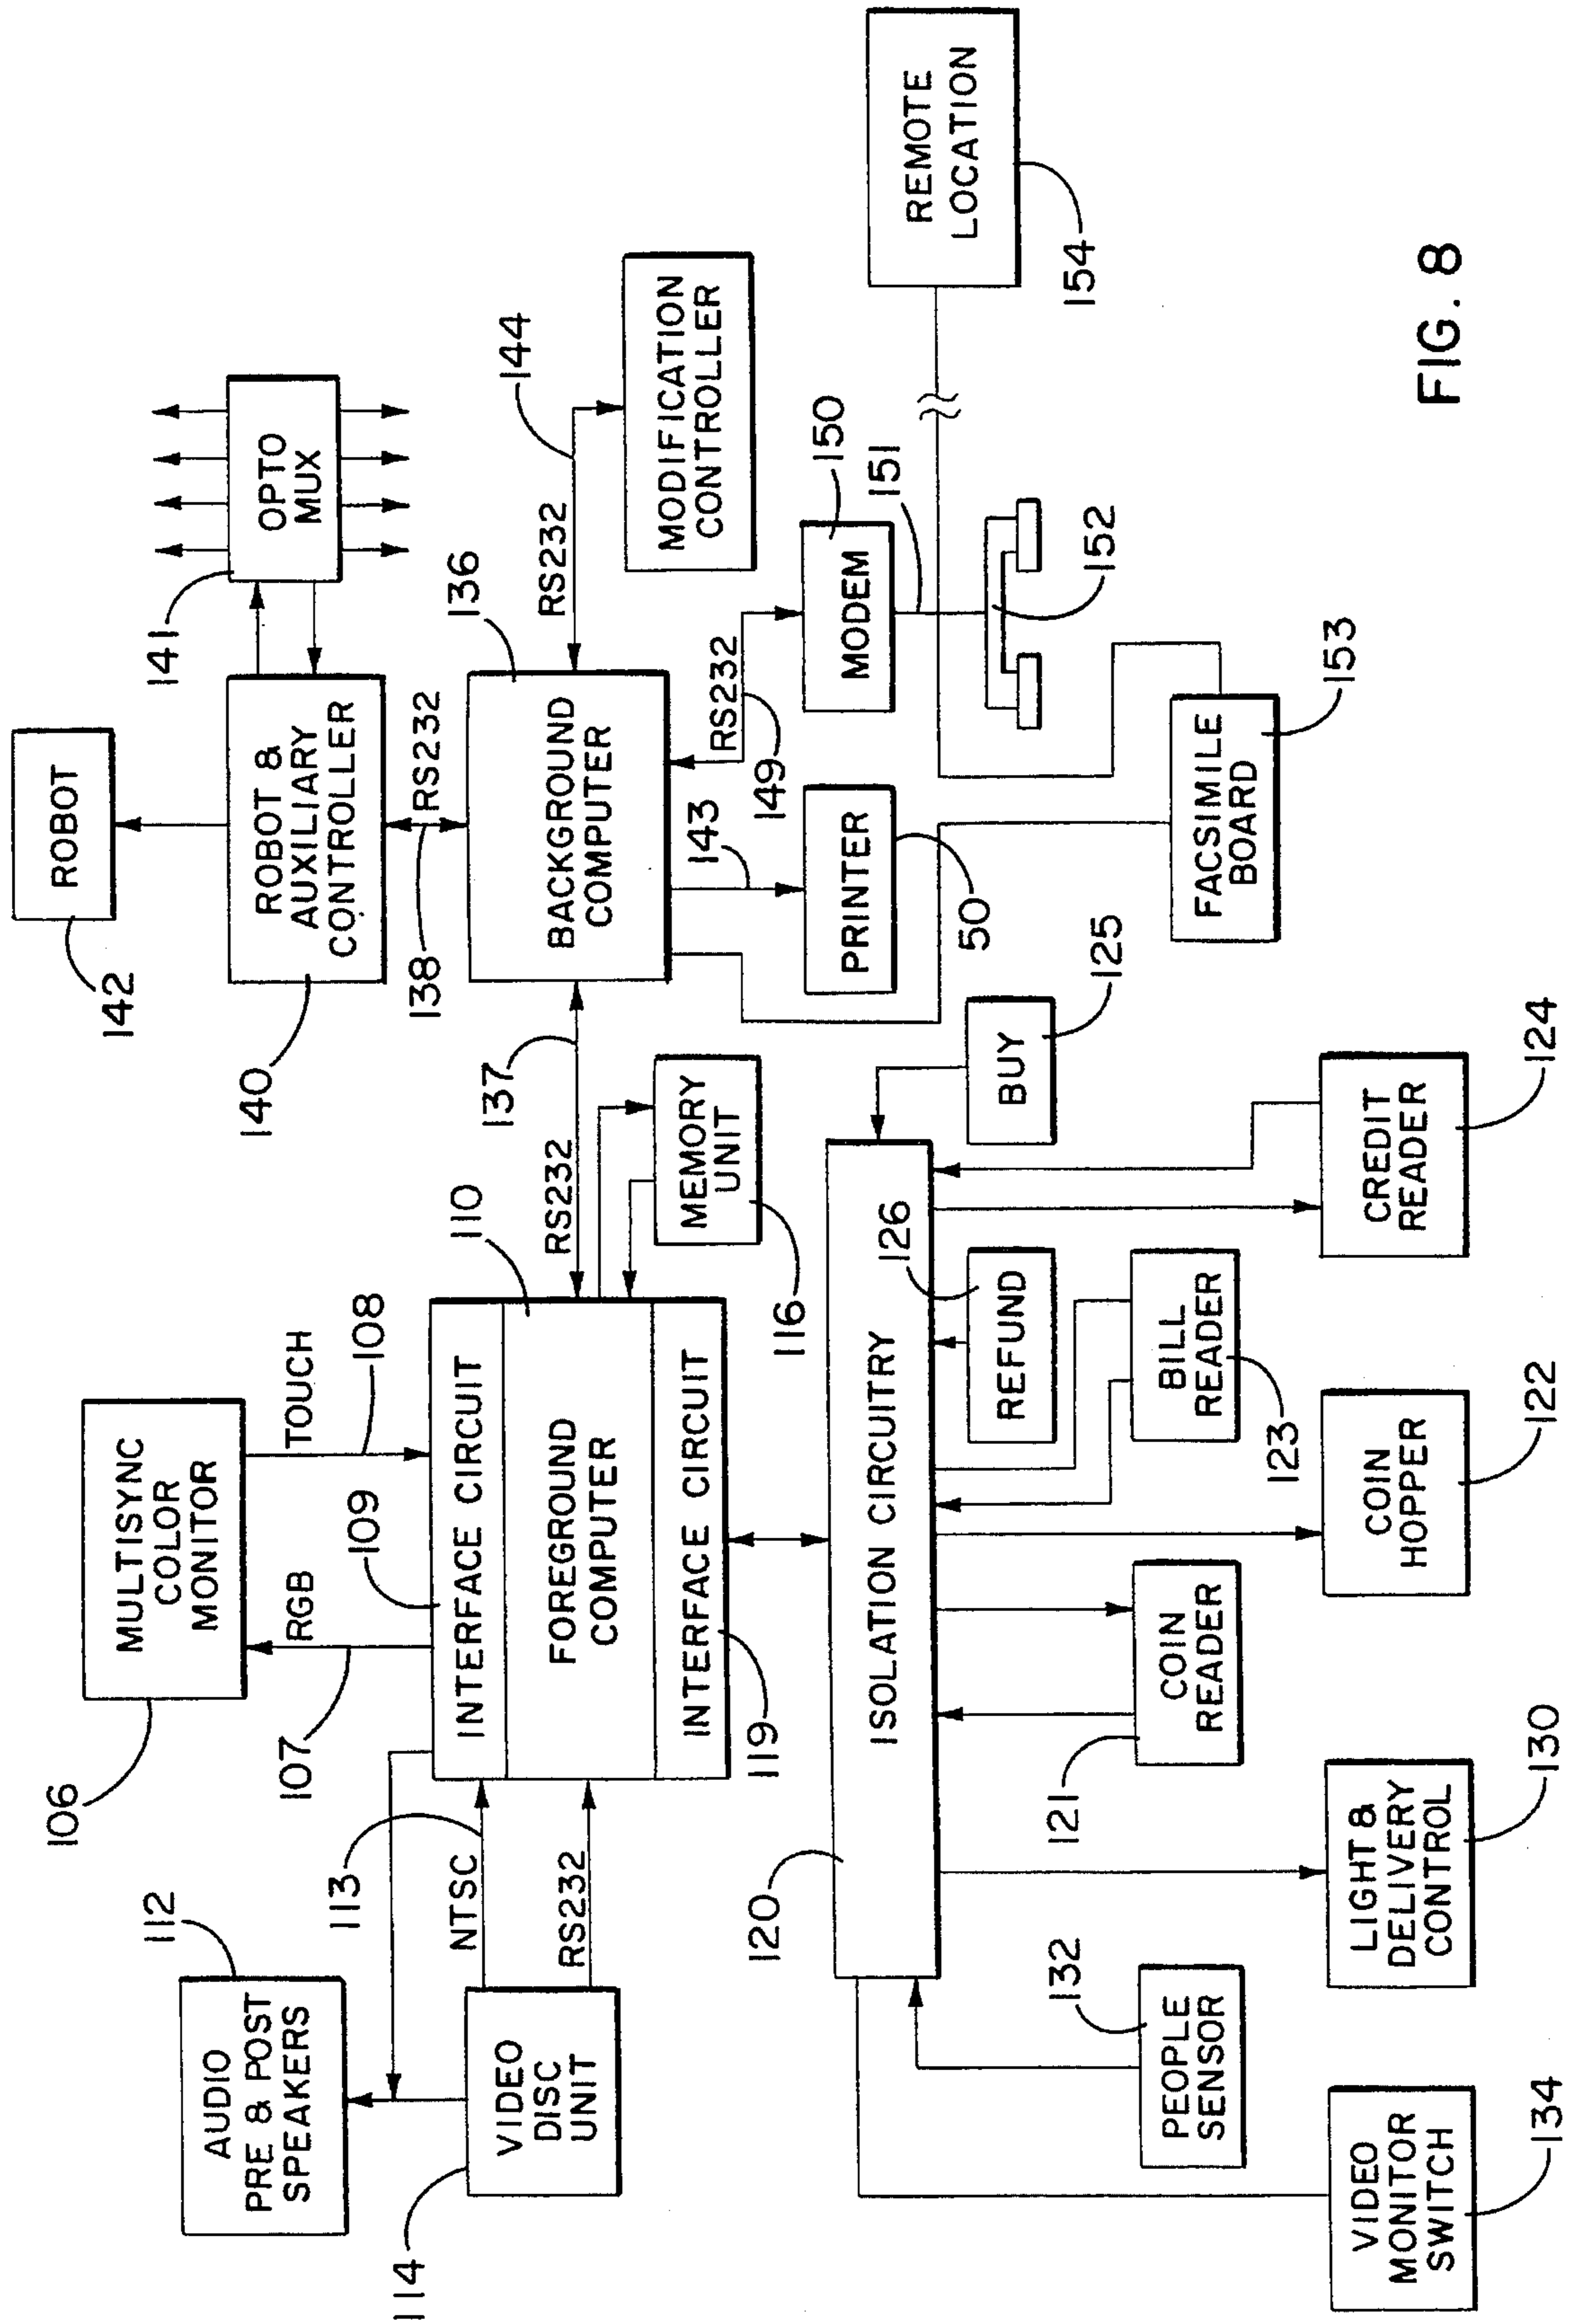 106
MULTISYNC
COLOR
MONITOR
107
RGB
TOUCH
108
112
AUDIO
PRE & POST
SPEAKERS
113
NTSC
RS232
114
VIDEO
DISC
UNIT
109
INTERFACE CIRCUIT
FOREGROUND
COMPUTER
INTERFACE CIRCUIT
110
119
RS232
137
MEMORY
UNIT
116
142
ROBOT
140
ROBOT &
AUXILIARY
CONTROLLER
141
OPTO
MUX
138
RS232
136
BACKGROUND
COMPUTER
RS232
144
MODIFICATION
CONTROLLER
143
149
RS232
PRINTER
50
MODEM
150
151
152
FACSIMILE
BOARD
153
REMOTE
LOCATION
154
120
ISOLATION CIRCUITRY
126
BUY
125
REFUND
134
VIDEO
MONITOR
SWITCH
132
PEOPLE
SENSOR
LIGHT &
DELIVERY
CONTROL
130
121
COIN
READER
COIN
HOPPER
122
BILL
READER
123
CREDIT
READER
124
FIG. 8